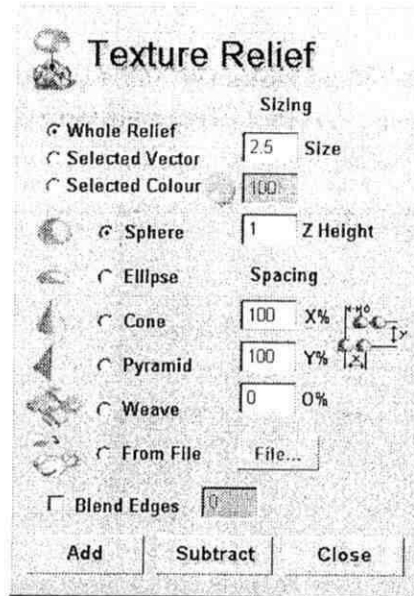 Texture Relief
Sizing
Whole Relief
2.5 Size
Selected Vector
Selected Colour 100
Sphere 1 Z Height
Ellipse Spacing
Cone 100 X%
O
Y
X
Pyramid 100 Y%
Weave 0 O%
From File File...
Blend Edges 0
Add Subtract Close